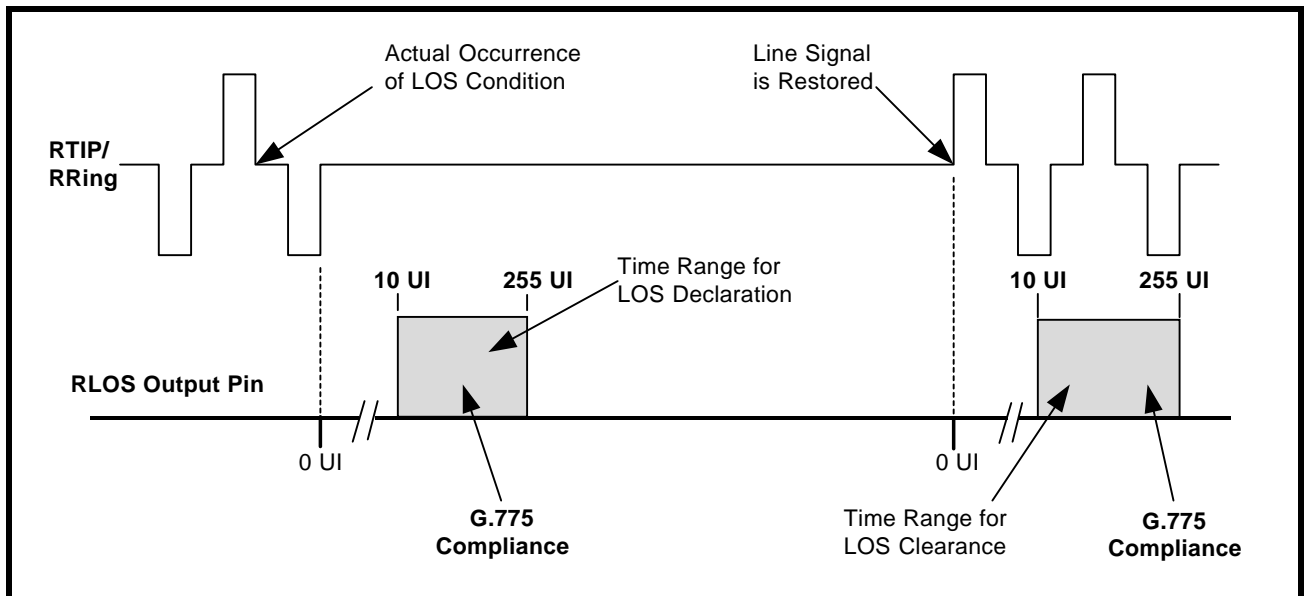 Actual Occurrence
of LOS Condition
Line Signal
is Restored
RTIP/
RRing
Time Range for
LOS Declaration
10 UI
255 UI
10 UI
255 UI
RLOS Output Pin
0 UI
0 UI
G.775
Compliance
Time Range for
LOS Clearance
G.775
Compliance